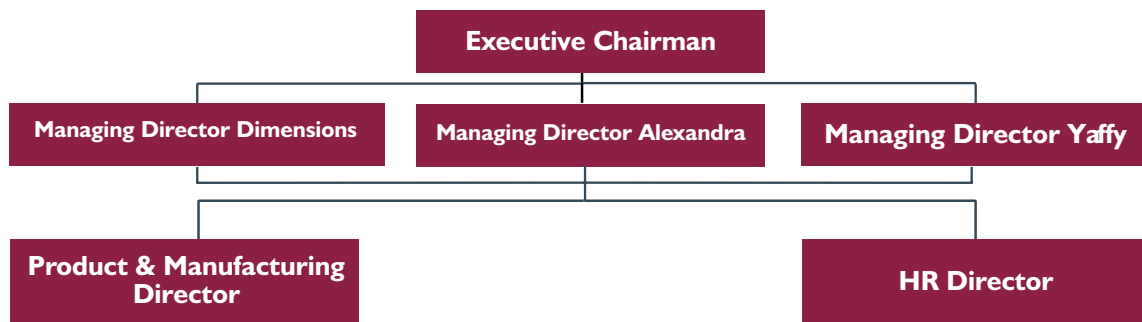 Executive Chairman
Managing Director Dimensions
Managing Director Alexandra
Managing Director Yaffy
Product & Manufacturing
Director
HR Director